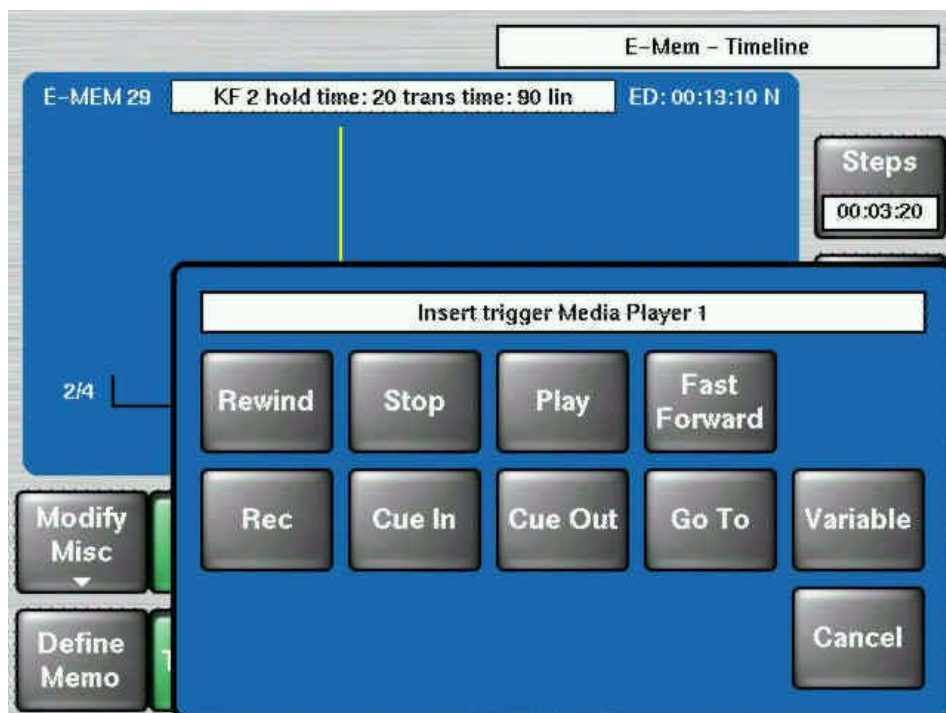 E-Mem - Timeline
E-MEM 29
KF 2 hold time: 20 trans time: 90 lin
ED: 00:13:10 N
Steps
00:03:20
Insert trigger Media Player 1
2/4
Rewind
Stop
Play
Fast
Forward
Modify
Misc
Rec
Cue In
Cue Out
Go To
Variable
Define
Memo
Cancel